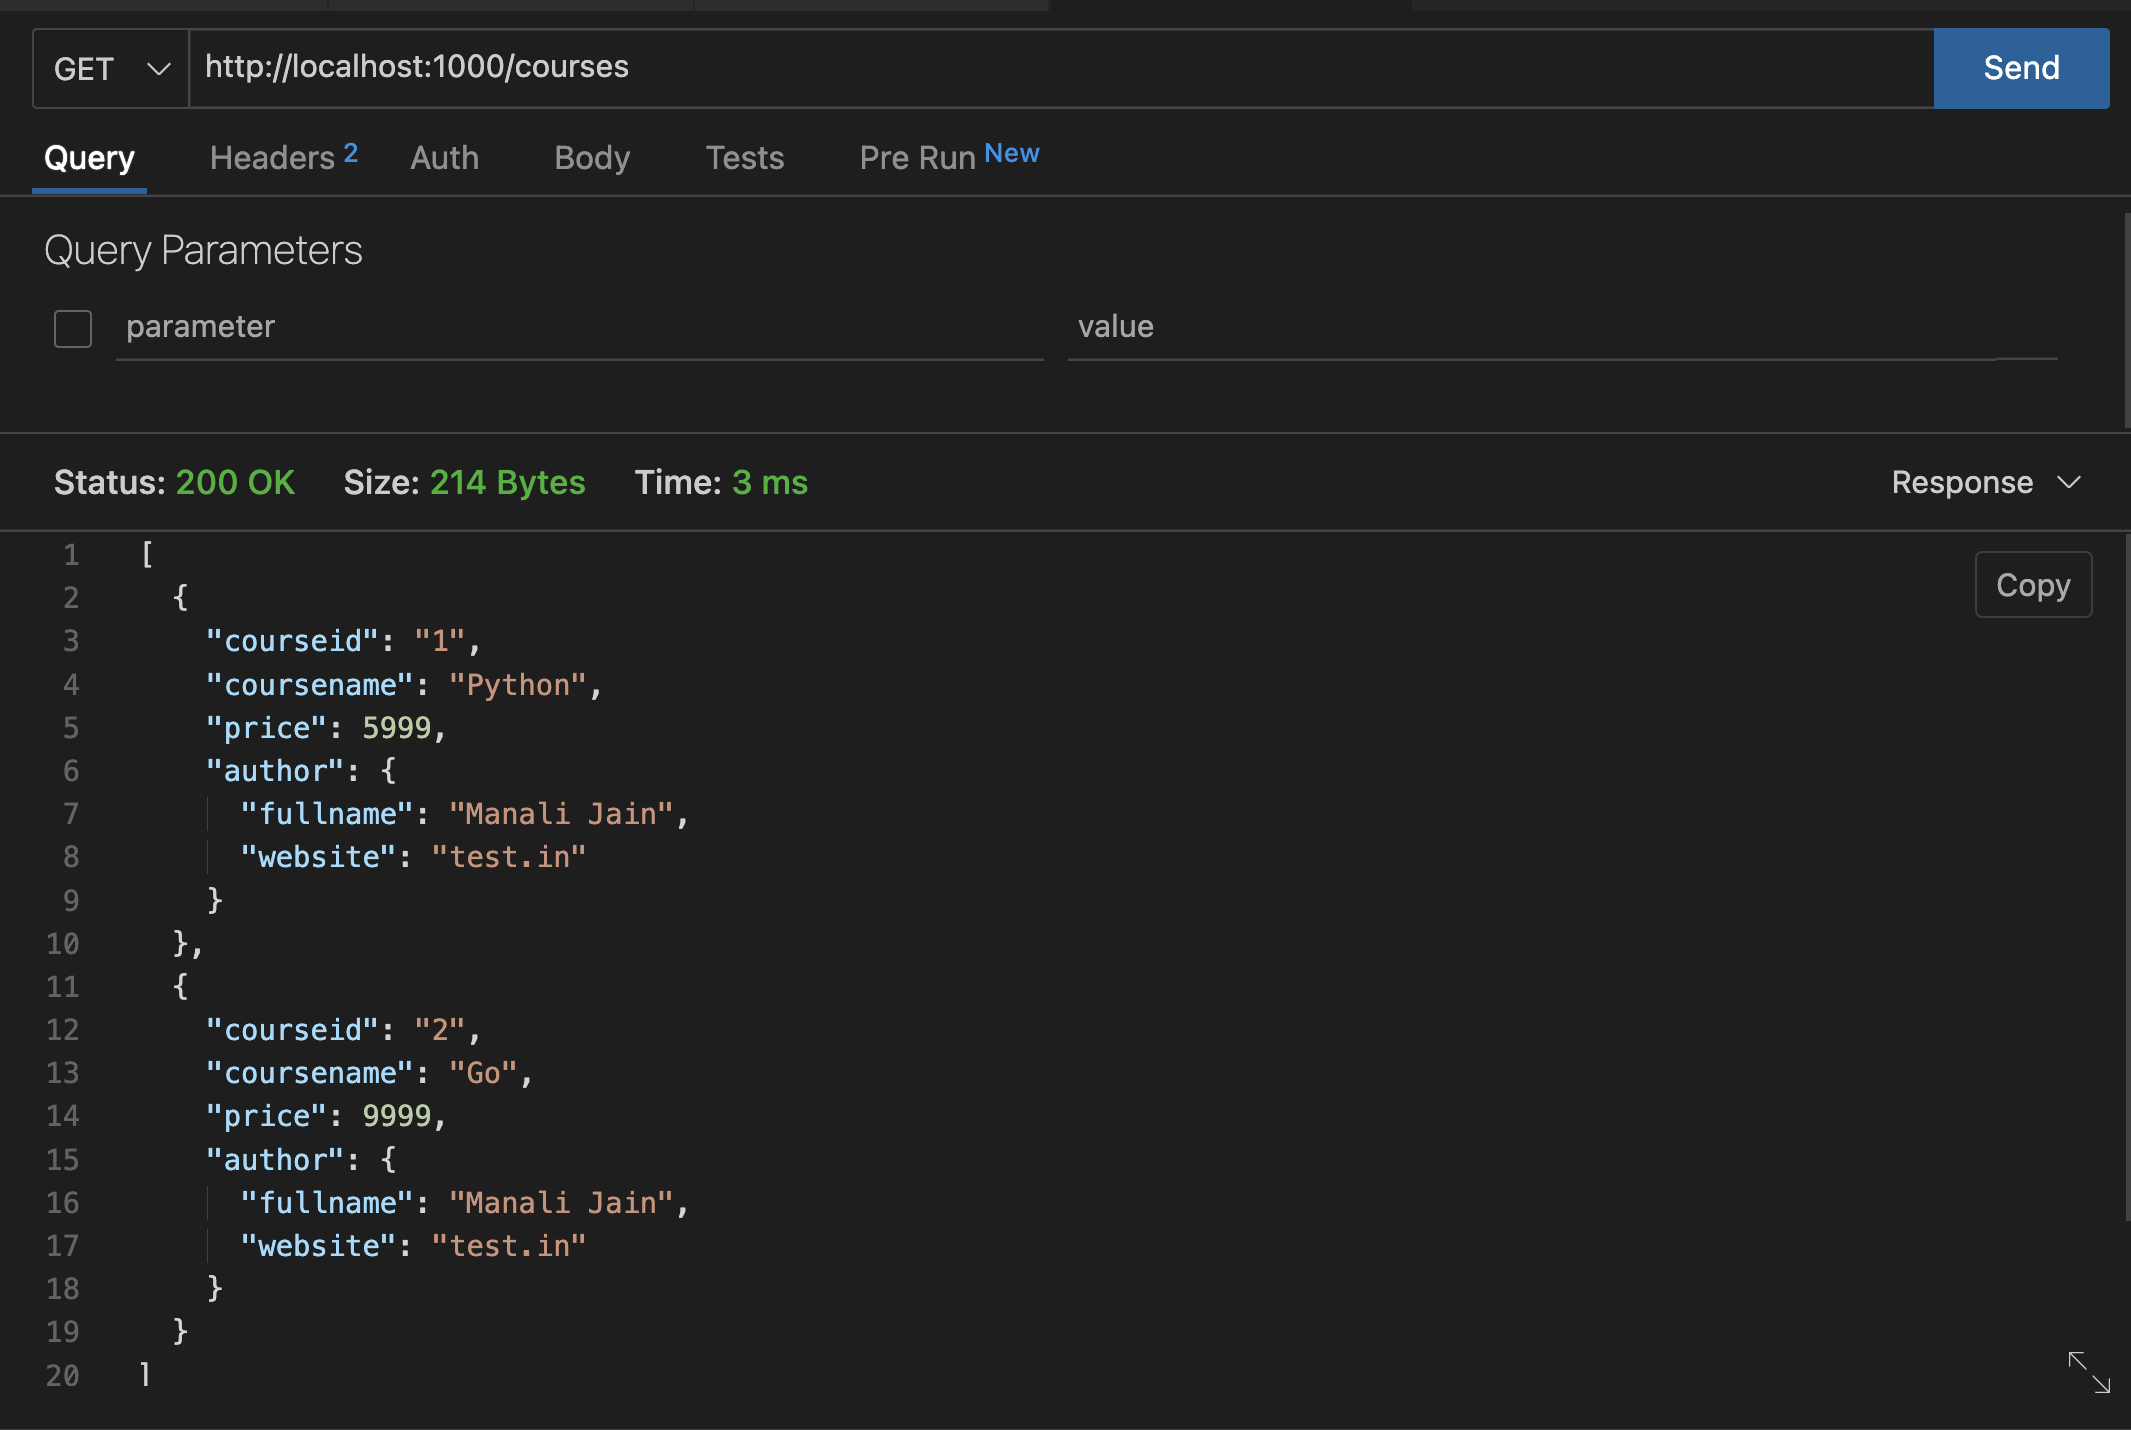 GET http://localhost:1000/courses Send
Query Headers 2 Auth Body Tests Pre Run New
Query Parameters
parameter value
Status: 200 OK Size: 214 Bytes Time: 3 ms Response
Copy
1 [
2 {
3 "courseid": "1",
4 "coursename": "Python",
5 "price": 5999,
6 "author": {
7 "fullname": "Manali Jain",
8 "website": "test.in"
9 }
10 },
11 {
12 "courseid": "2",
13 "coursename": "Go",
14 "price": 9999,
15 "author": {
16 "fullname": "Manali Jain",
17 "website": "test.in"
18 }
19 }
20 ]